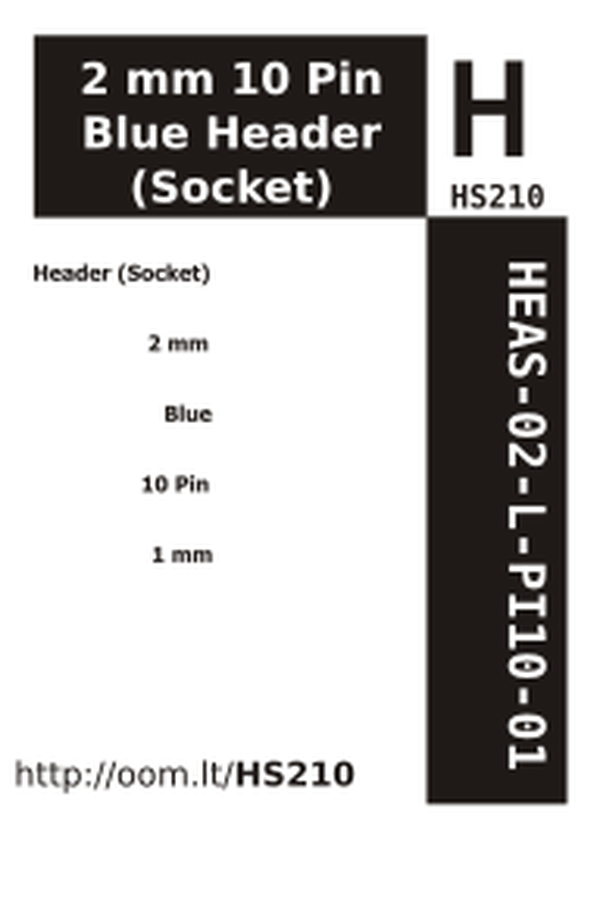 2 mm 10 Pin
Blue Header
(Socket)
H
HS210
Header (Socket)
2 mm
Blue
10 Pin
1 mm
HEAS-02-L-PI10-01
http://oom.lt/HS210